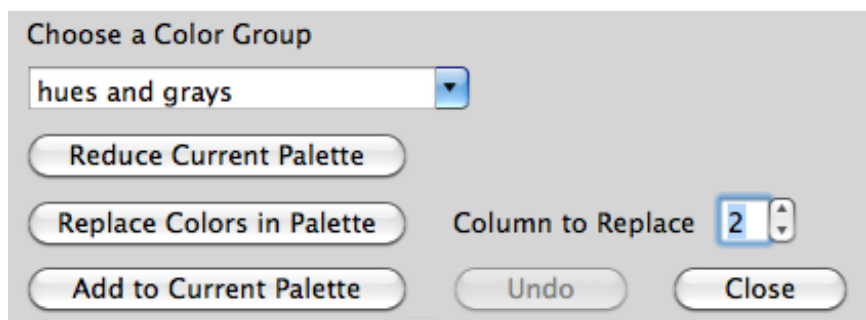 Choose a Color Group
hues and grays
Reduce Current Palette
Replace Colors in Palette Column to Replace 2
Add to Current Palette Undo Close